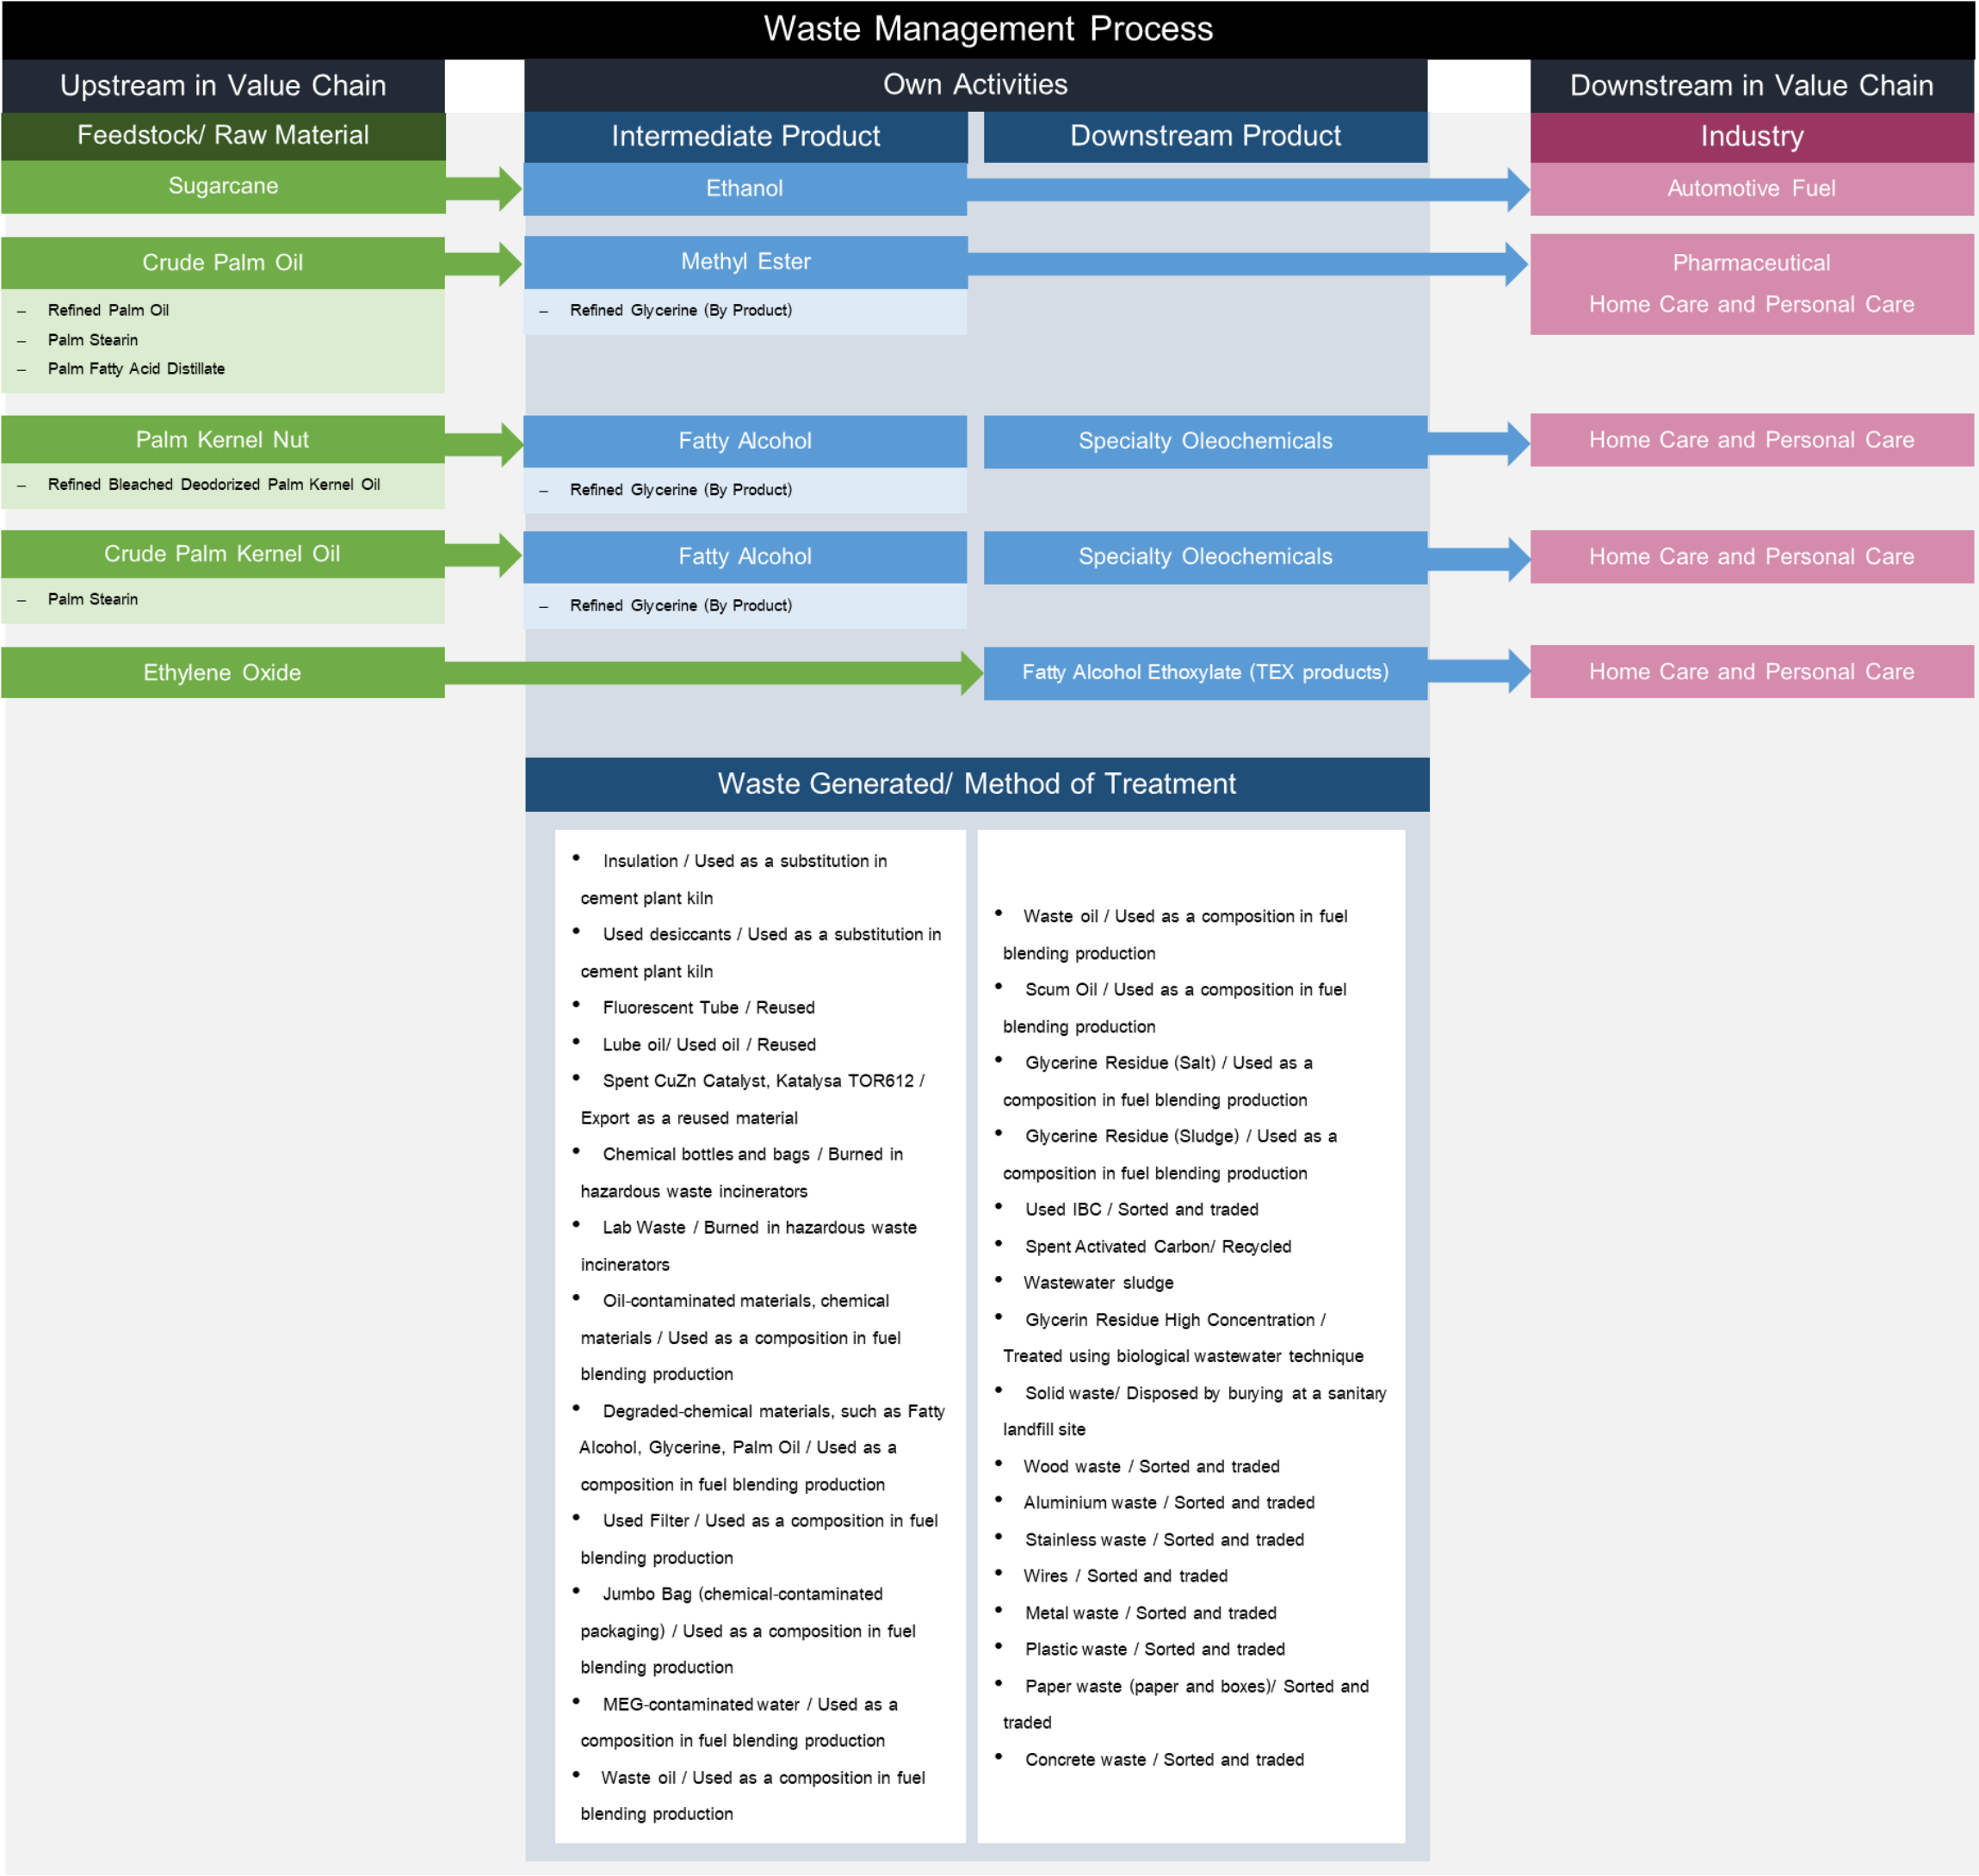 Waste Management Process
Upstream in Value Chain
Own Activities
Downstream in Value Chain
Feedstock/ Raw Material
Intermediate Product
Downstream Product
Industry
Sugarcane
Ethanol
Automotive Fuel
Crude Palm Oil
Methyl Ester
Pharmaceutical
Home Care and Personal Care
– Refined Palm Oil
– Palm Stearin
– Palm Fatty Acid Distillate
– Refined Glycerine (By Product)
Palm Kernel Nut
Fatty Alcohol
Specialty Oleochemicals
Home Care and Personal Care
– Refined Bleached Deodorized Palm Kernel Oil
– Refined Glycerine (By Product)
Crude Palm Kernel Oil
Fatty Alcohol
Specialty Oleochemicals
Home Care and Personal Care
– Palm Stearin
– Refined Glycerine (By Product)
Ethylene Oxide
Fatty Alcohol Ethoxylate (TEX products)
Home Care and Personal Care
Waste Generated/ Method of Treatment
• Insulation / Used as a substitution in
cement plant kiln
• Used desiccants / Used as a substitution in
cement plant kiln
• Fluorescent Tube / Reused
• Lube oil/ Used oil / Reused
• Spent CuZn Catalyst, Katalysa TOR612 /
Export as a reused material
• Chemical bottles and bags / Burned in
hazardous waste incinerators
• Lab Waste / Burned in hazardous waste
incinerators
• Oil-contaminated materials, chemical
materials / Used as a composition in fuel
blending production
• Degraded-chemical materials, such as Fatty
Alcohol, Glycerine, Palm Oil / Used as a
composition in fuel blending production
• Used Filter / Used as a composition in fuel
blending production
• Jumbo Bag (chemical-contaminated
packaging) / Used as a composition in fuel
blending production
• MEG-contaminated water / Used as a
composition in fuel blending production
• Waste oil / Used as a composition in fuel
blending production
• Waste oil / Used as a composition in fuel
blending production
• Scum Oil / Used as a composition in fuel
blending production
• Glycerine Residue (Salt) / Used as a
composition in fuel blending production
• Glycerine Residue (Sludge) / Used as a
composition in fuel blending production
• Used IBC / Sorted and traded
• Spent Activated Carbon/ Recycled
• Wastewater sludge
• Glycerin Residue High Concentration /
Treated using biological wastewater technique
• Solid waste/ Disposed by burying at a sanitary
landfill site
• Wood waste / Sorted and traded
• Aluminium waste / Sorted and traded
• Stainless waste / Sorted and traded
• Wires / Sorted and traded
• Metal waste / Sorted and traded
• Plastic waste / Sorted and traded
• Paper waste (paper and boxes)/ Sorted and
traded
• Concrete waste / Sorted and traded